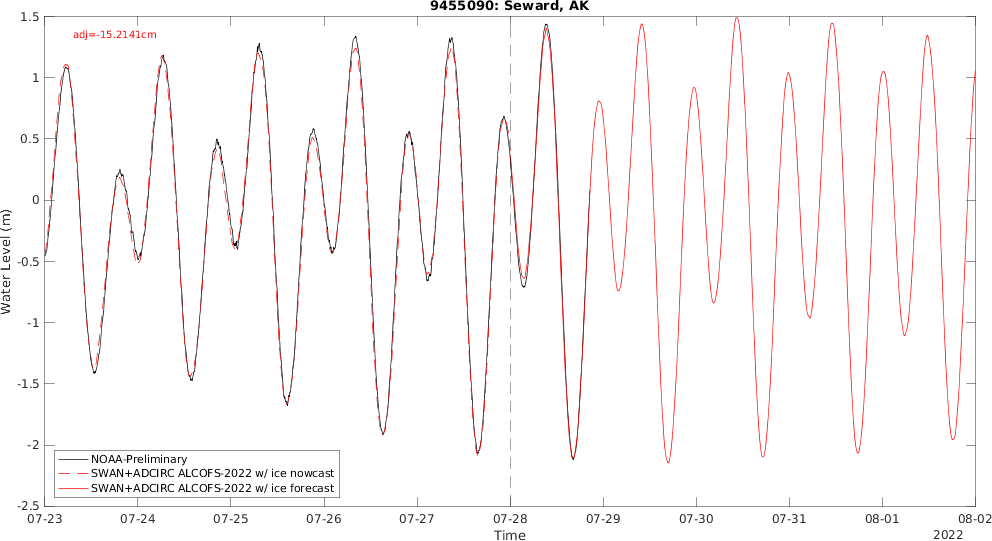 9455090: Seward, AK
adj=-15.2141cm
1.5
1
0.5
0
-0.5
-1
-1.5
-2
-2.5
Water Level (m)
NOAA-Preliminary
SWAN+ADCIRC ALCOFS-2022 w/ ice nowcast
SWAN+ADCIRC ALCOFS-2022 w/ ice forecast
07-23 07-24 07-25 07-26 07-27 07-28 07-29 07-30 07-31 08-01 08-02
Time
2022